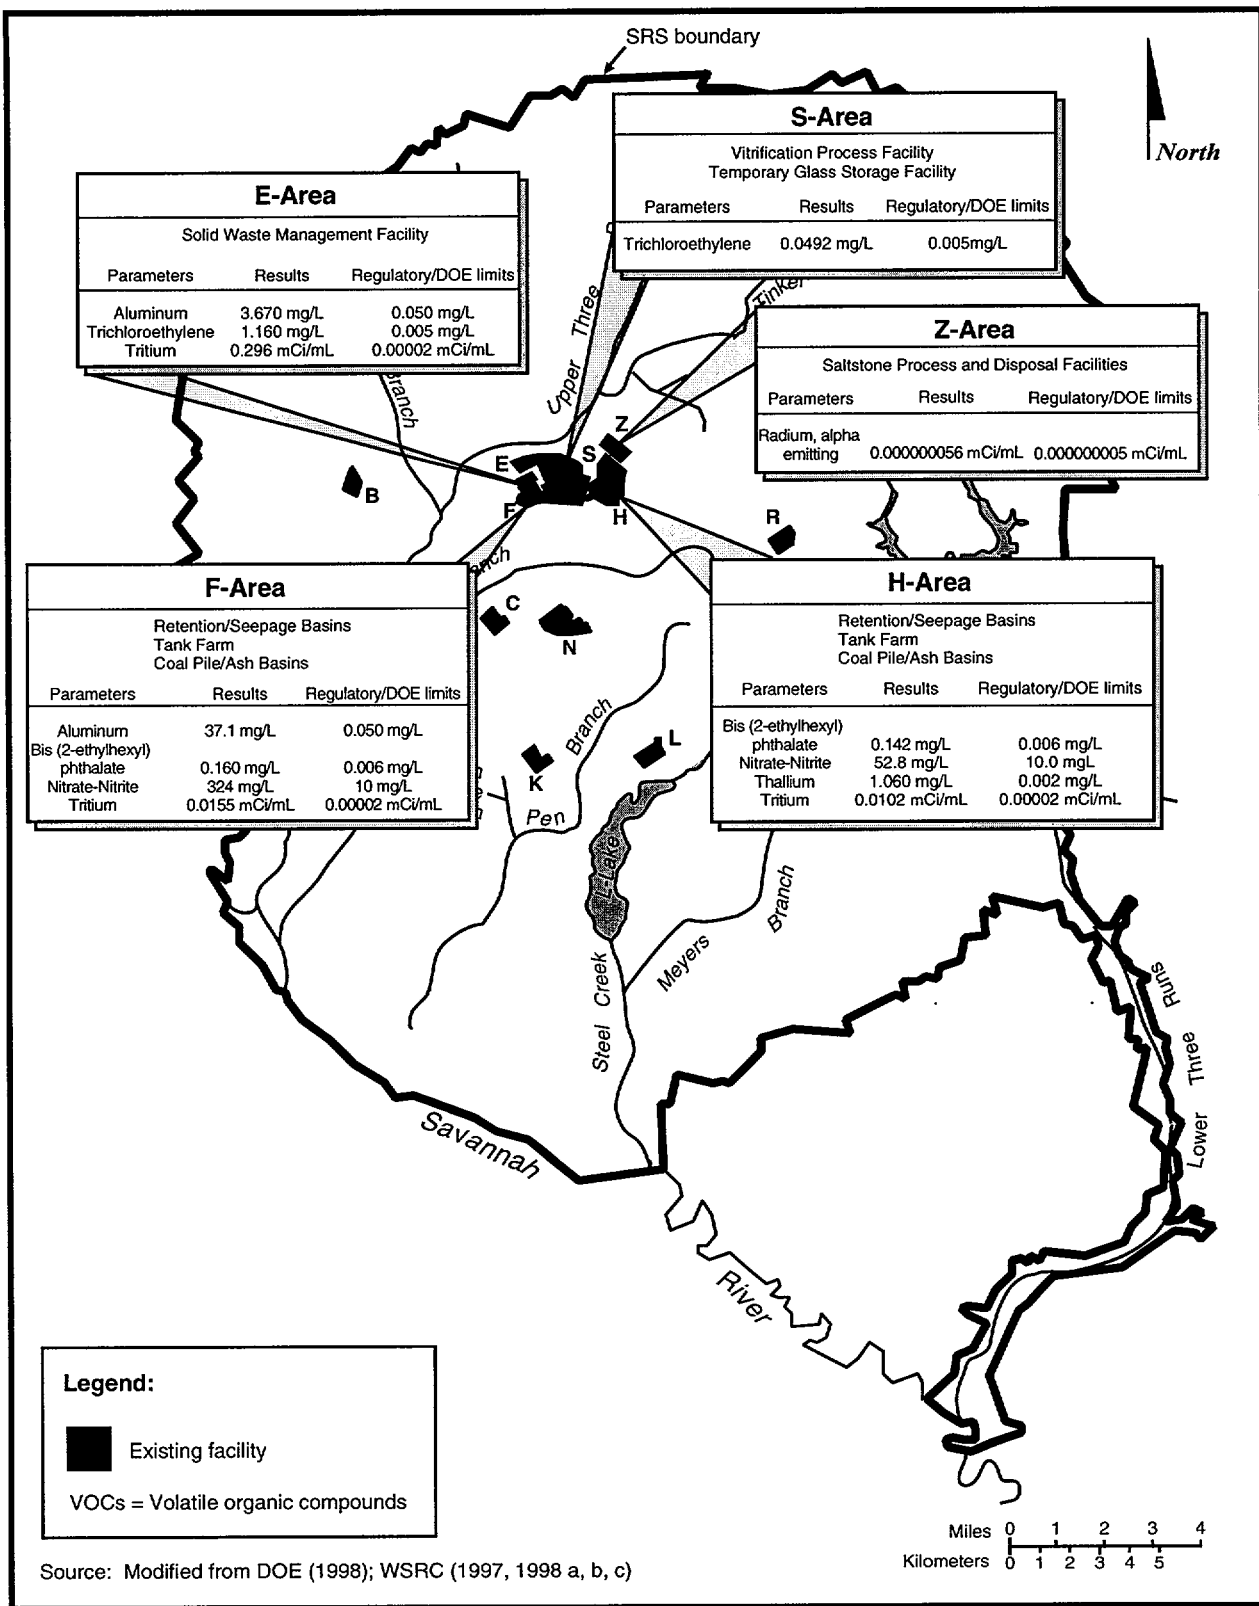 SRS boundary
North
S-Area
Vitrification Process Facility
Temporary Glass Storage Facility
Parameters Results Regulatory/DOE limits
Trichloroethylene 0.0492 mg/L 0.005mg/L
E-Area
Solid Waste Management Facility
Parameters Results Regulatory/DOE limits
Aluminum 3.670 mg/L 0.050 mg/L
Trichloroethylene 1.160 mg/L 0.005 mg/L
Tritium 0.296 mCi/mL 0.00002 mCi/mL
Upper Three
Tinker
Branch
Z-Area
Saltstone Process and Disposal Facilities
Parameters Results Regulatory/DOE limits
Radium, alpha
emitting 0.000000056 mCi/mL 0.000000005 mCi/mL
Z
E
S
B
F
H
R
anch
F-Area
Retention/Seepage Basins
Tank Farm
Coal Pile/Ash Basins
Parameters Results Regulatory/DOE limits
Aluminum 37.1 mg/L 0.050 mg/L
Bis (2-ethylhexyl)
phthalate 0.160 mg/L 0.006 mg/L
Nitrate-Nitrite 324 mg/L 10 mg/L
Tritium 0.0155 mCi/mL 0.00002 mCi/mL
H-Area
Retention/Seepage Basins
Tank Farm
Coal Pile/Ash Basins
Parameters Results Regulatory/DOE limits
Bis (2-ethylhexyl)
phthalate 0.142 mg/L 0.006 mg/L
Nitrate-Nitrite 52.8 mg/L 10.0 mgL
Thallium 1.060 mg/L 0.002 mg/L
Tritium 0.0102 mCi/mL 0.00002 mCi/mL
C
N
K
L
Pen Branch
L-Lake
Steel Creek
Meyers Branch
Lower Three Runs
Savannah
River
Legend:
Existing facility
VOCs = Volatile organic compounds
Miles 0 1 2 3 4
Kilometers 0 1 2 3 4 5
Source: Modified from DOE (1998); WSRC (1997, 1998 a, b, c)